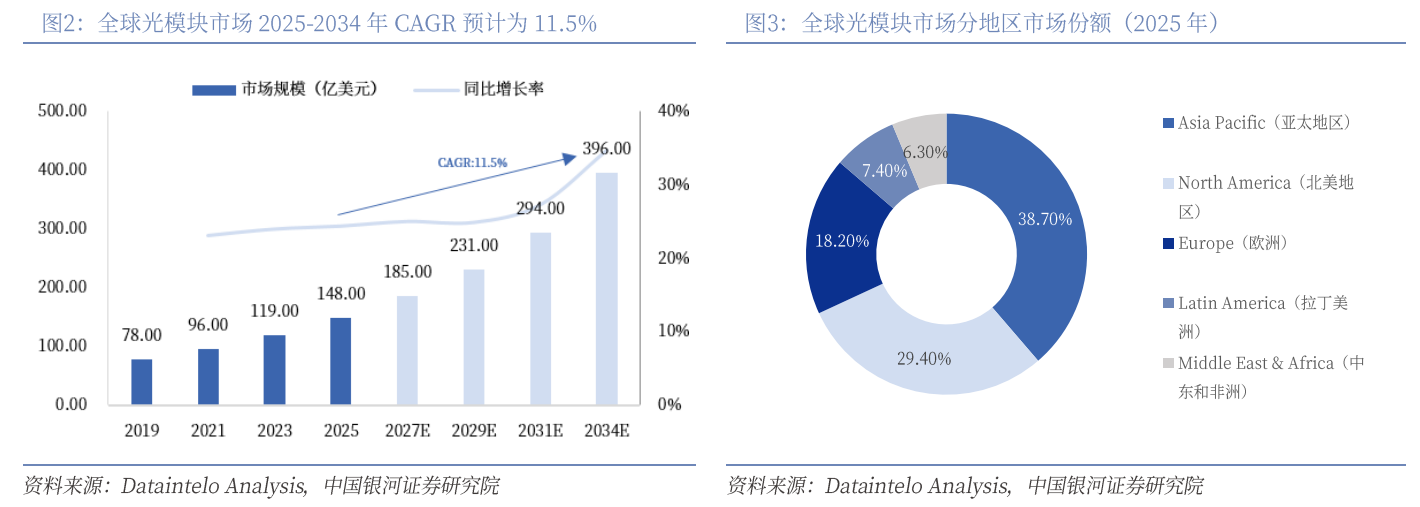 图2：全球光模块市场 2025-2034 年 CAGR 预计为 11.5%
市场规模（亿美元）
同比增长率
500.00
400.00
300.00
200.00
100.00
0.00
40%
30%
20%
10%
0%
CAGR:11.5%
78.00
96.00
119.00
148.00
185.00
231.00
294.00
396.00
2019
2021
2023
2025
2027E
2029E
2031E
2034E
资料来源：Dataintelo Analysis，中国银河证券研究院
图3：全球光模块市场分地区市场份额（2025 年）
38.70%
29.40%
18.20%
7.40%
6.30%
Asia Pacific（亚太地区）
North America（北美地
区）
Europe（欧洲）
Latin America（拉丁美
洲）
Middle East & Africa（中
东和非洲）
资料来源：Dataintelo Analysis，中国银河证券研究院